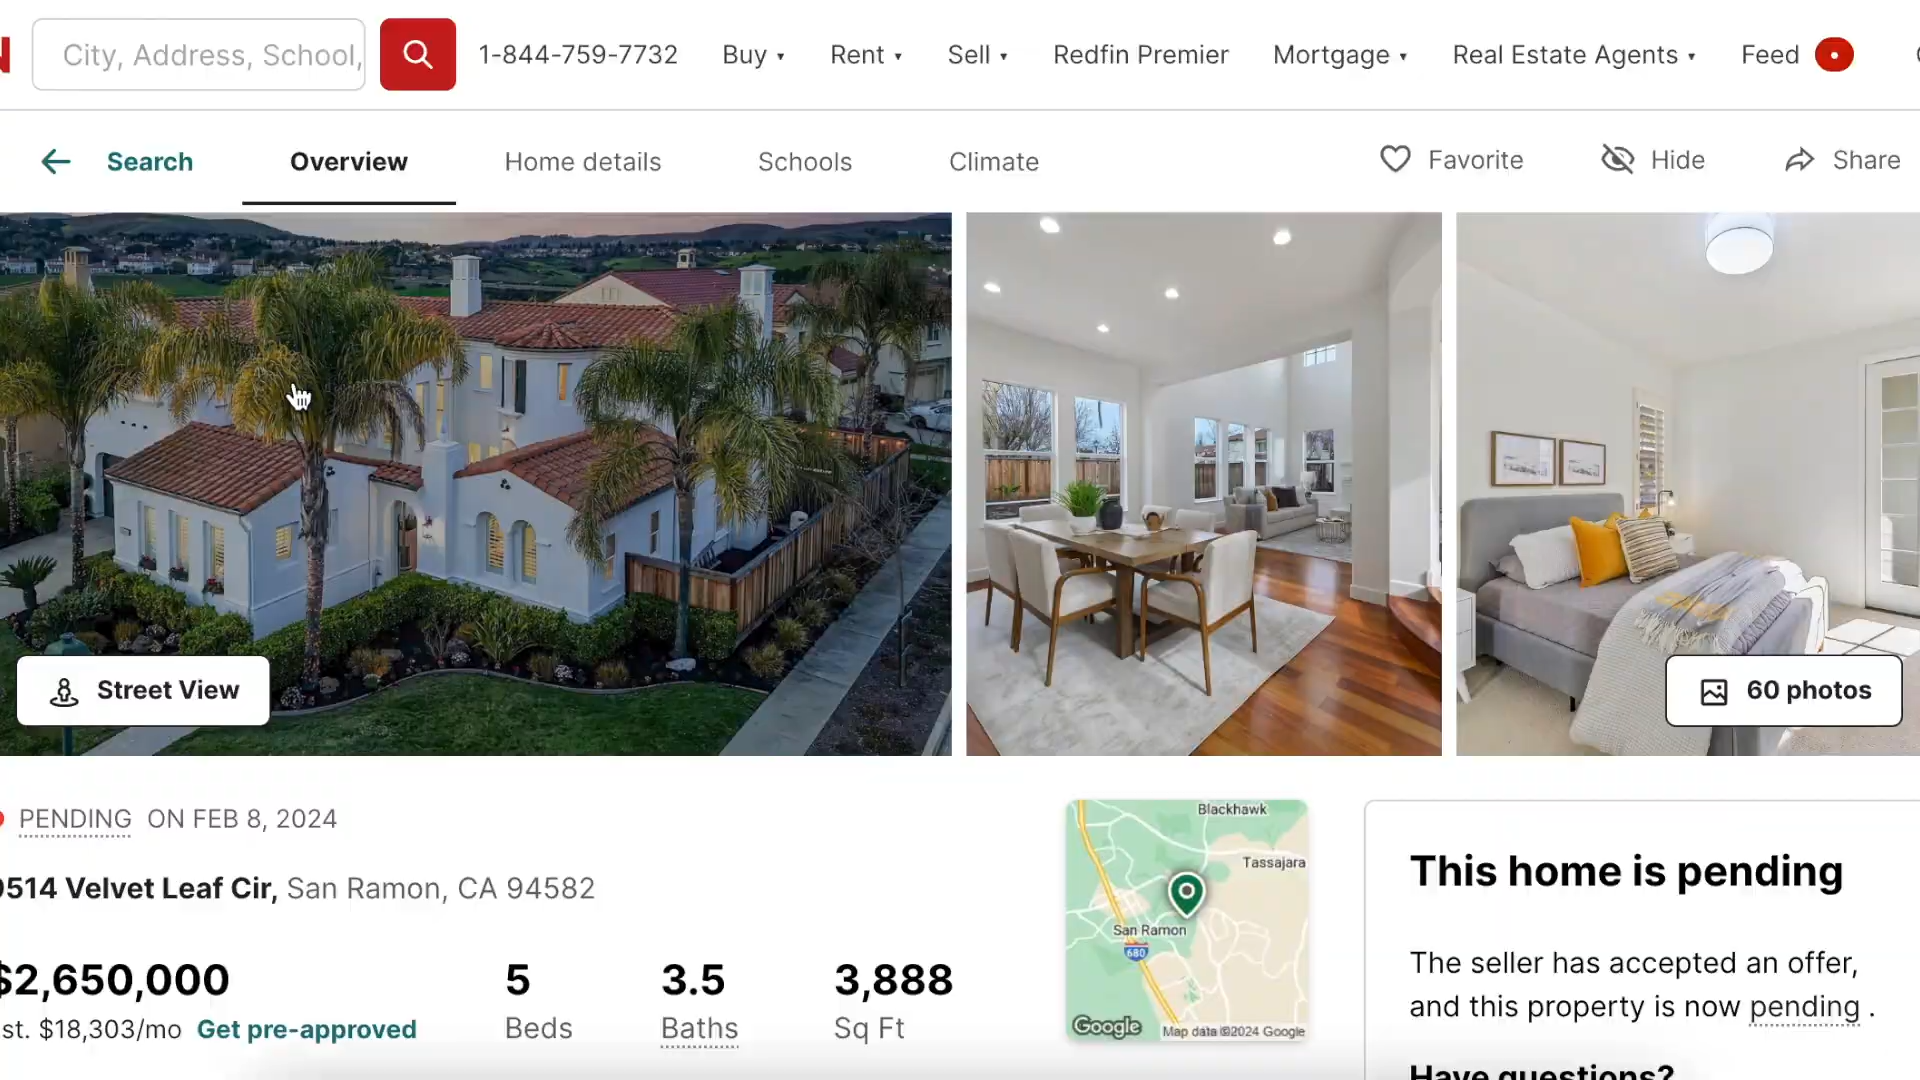 City, Address, School,
1-844-759-7732
Buy
Rent
Sell
Redfin Premier
Mortgage
Real Estate Agents
Feed
Search
Overview
Home details
Schools
Climate
Favorite
Hide
Share
Street View
60 photos
PENDING ON FEB 8, 2024
514 Velvet Leaf Cir, San Ramon, CA 94582
$2,650,000
st. $18,303/mo Get pre-approved
5
Beds
3.5
Baths
3,888
Sq Ft
Blackhawk
Tassajara
San Ramon
680
Google
Map data ©2024 Google
This home is pending
The seller has accepted an offer,
and this property is now pending .
Have questions?